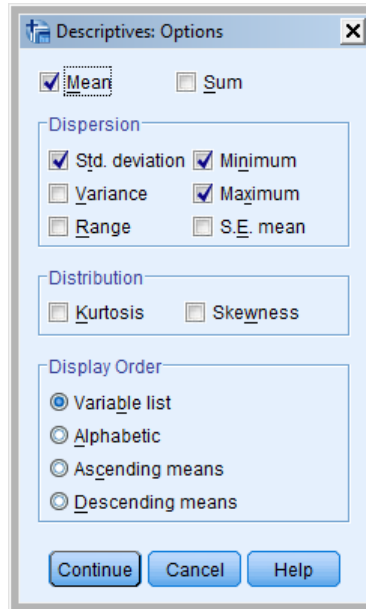 Descriptives: Options
Mean Sum
Dispersion
Std. deviation Minimum
Variance Maximum
Range S.E. mean
Distribution
Kurtosis Skewness
Display Order
Variable list
Alphabetic
Ascending means
Descending means
Continue Cancel Help